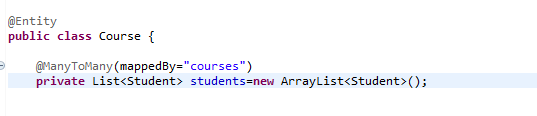 @Entity
public class Course {
@ManyToMany(mappedBy="courses")
private List<Student> students=new ArrayList<Student>();